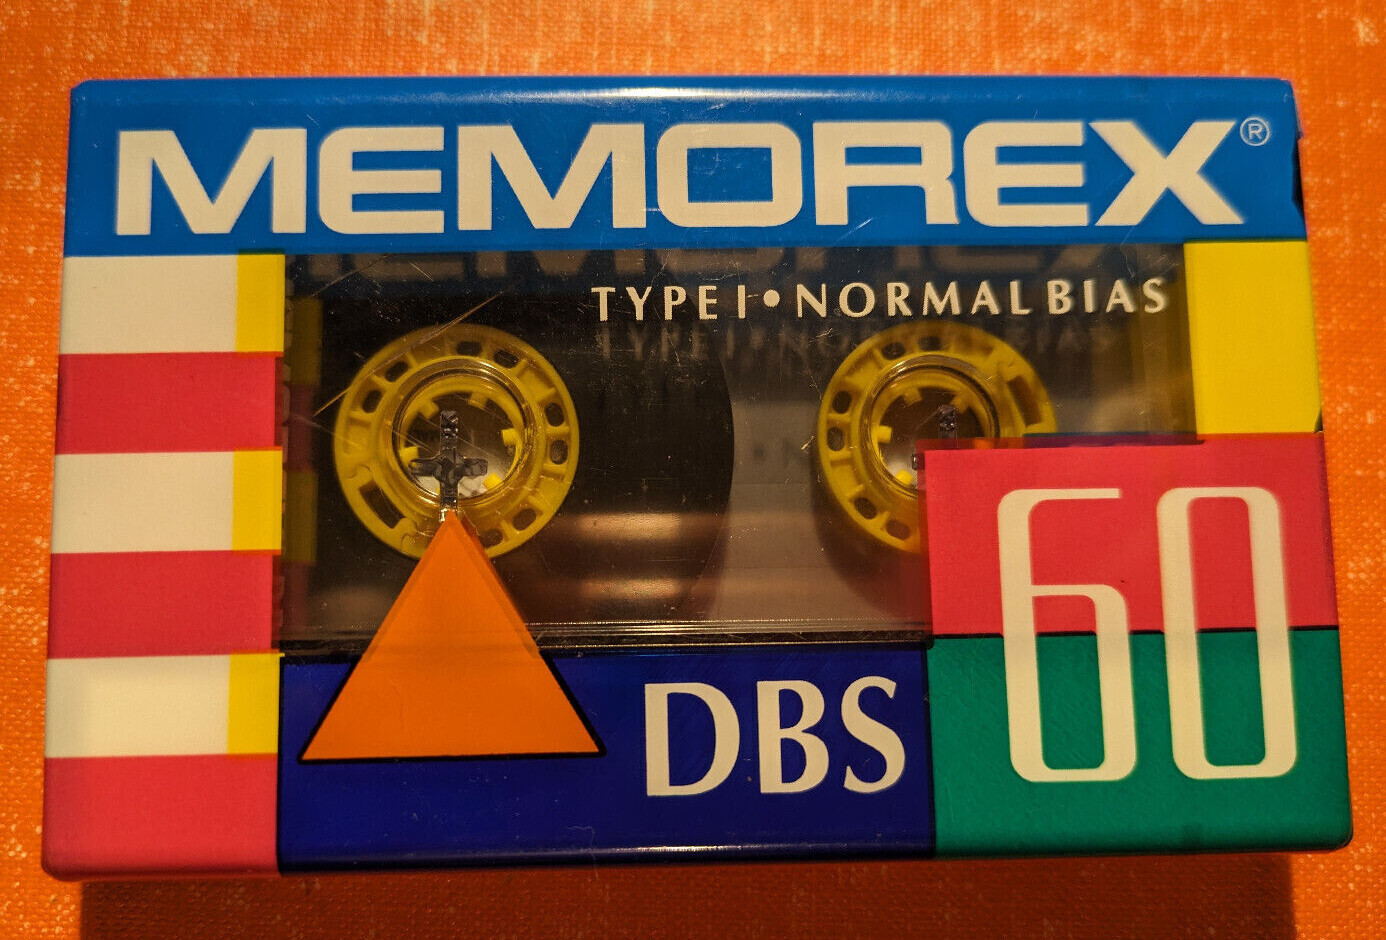 MEMOREX®
TYPE I • NORMAL BIAS
60
DBS